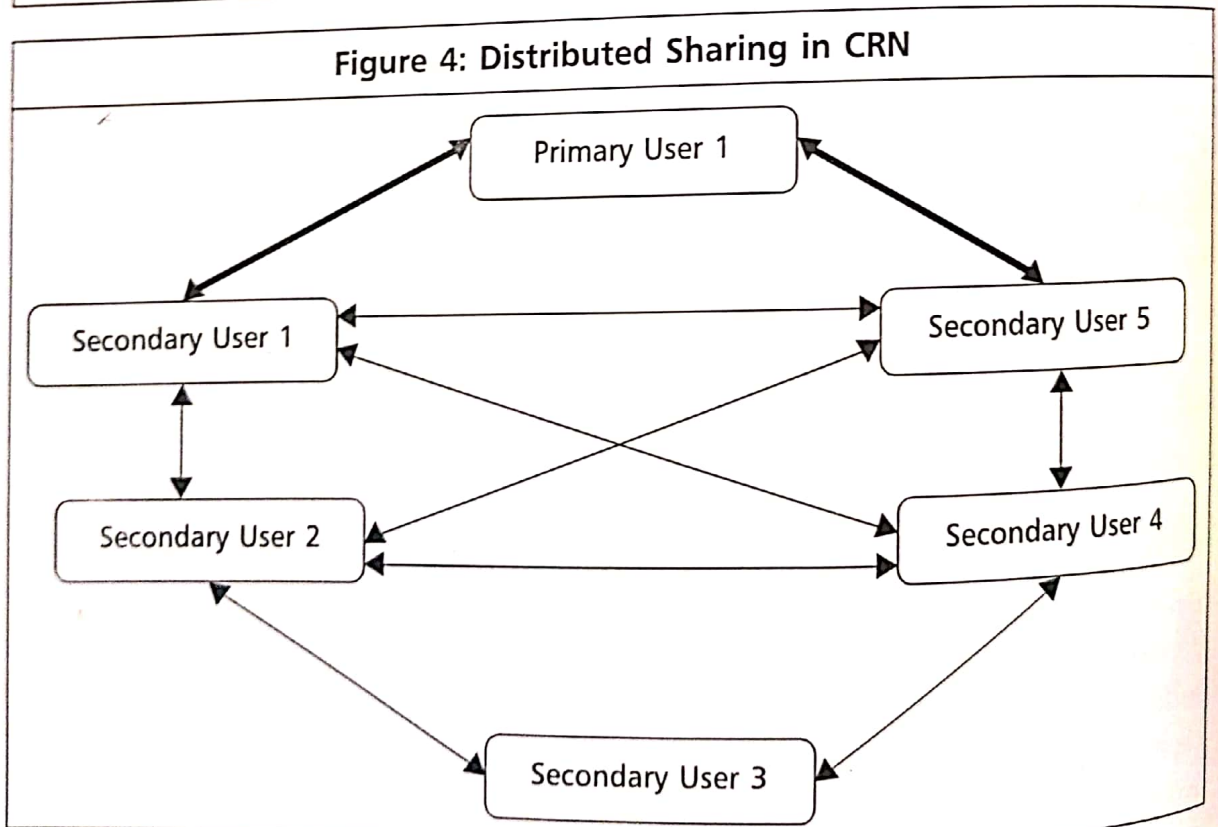 Figure 4: Distributed Sharing in CRN
Primary User 1
Secondary User 1
Secondary User 5
Secondary User 2
Secondary User 4
Secondary User 3